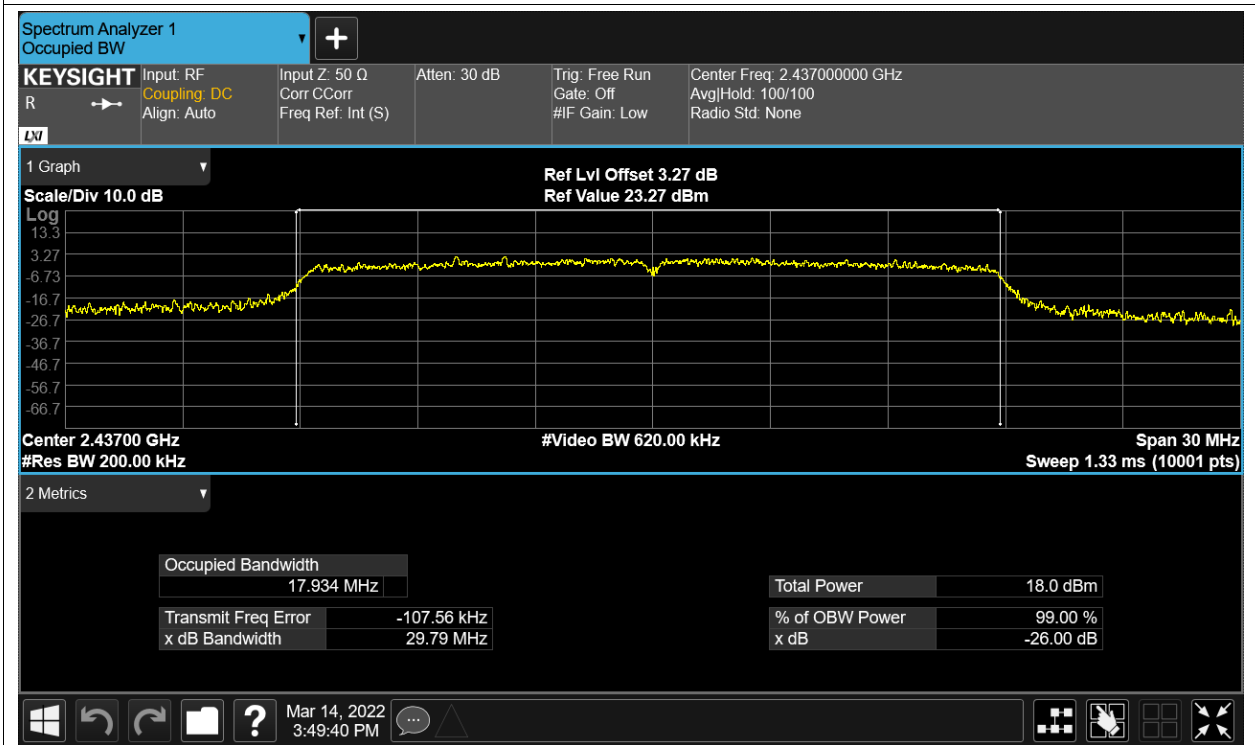 Spectrum Analyzer 1
Occupied BW
KEYSIGHT
R
LXI
Input: RF
Coupling: DC
Align: Auto
Input Z: 50 Ω
Corr CCorr
Freq Ref: Int (S)
Atten: 30 dB
Trig: Free Run
Gate: Off
#IF Gain: Low
Center Freq: 2.437000000 GHz
Avg|Hold: 100/100
Radio Std: None
1 Graph
Scale/Div 10.0 dB
Ref Lvl Offset 3.27 dB
Ref Value 23.27 dBm
Log
13.3
3.27
-6.73
-16.7
-26.7
-36.7
-46.7
-56.7
-66.7
Center 2.43700 GHz
#Video BW 620.00 kHz
Span 30 MHz
#Res BW 200.00 kHz
Sweep 1.33 ms (10001 pts)
2 Metrics
Occupied Bandwidth
17.934 MHz
Total Power 18.0 dBm
Transmit Freq Error -107.56 kHz
% of OBW Power 99.00 %
x dB Bandwidth 29.79 MHz
x dB -26.00 dB
?
Mar 14, 2022
3:49:40 PM